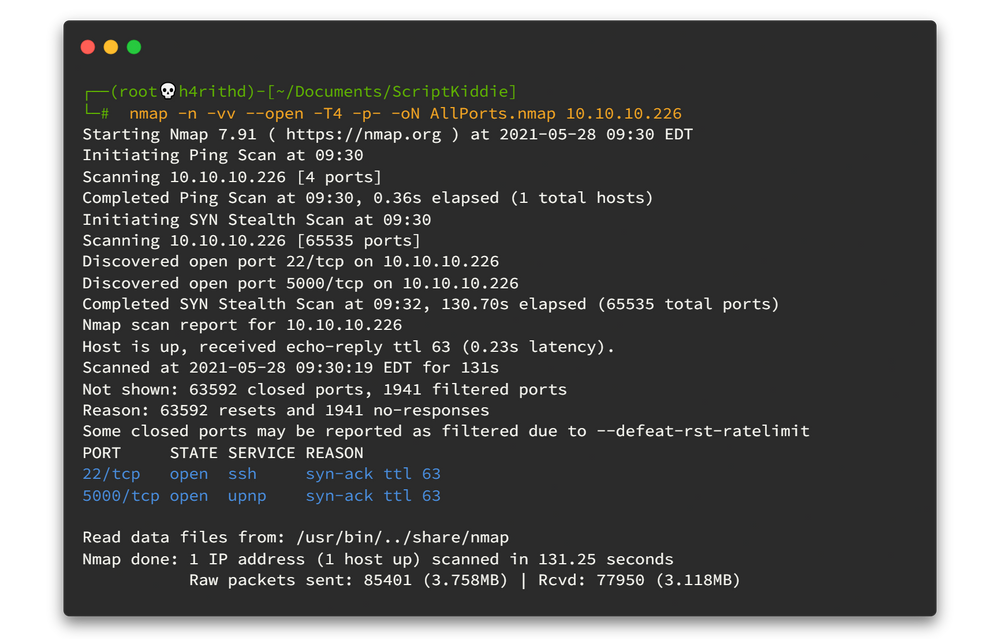 ┌──(root💀h4rithd)-[~/Documents/ScriptKiddie]
└─# nmap -n -vv --open -T4 -p- -oN AllPorts.nmap 10.10.10.226
Starting Nmap 7.91 ( https://nmap.org ) at 2021-05-28 09:30 EDT
Initiating Ping Scan at 09:30
Scanning 10.10.10.226 [4 ports]
Completed Ping Scan at 09:30, 0.36s elapsed (1 total hosts)
Initiating SYN Stealth Scan at 09:30
Scanning 10.10.10.226 [65535 ports]
Discovered open port 22/tcp on 10.10.10.226
Discovered open port 5000/tcp on 10.10.10.226
Completed SYN Stealth Scan at 09:32, 130.70s elapsed (65535 total ports)
Nmap scan report for 10.10.10.226
Host is up, received echo-reply ttl 63 (0.23s latency).
Scanned at 2021-05-28 09:30:19 EDT for 131s
Not shown: 63592 closed ports, 1941 filtered ports
Reason: 63592 resets and 1941 no-responses
Some closed ports may be reported as filtered due to --defeat-rst-ratelimit
PORT     STATE SERVICE REASON
22/tcp   open  ssh     syn-ack ttl 63
5000/tcp open  upnp    syn-ack ttl 63
Read data files from: /usr/bin/../share/nmap
Nmap done: 1 IP address (1 host up) scanned in 131.25 seconds
           Raw packets sent: 85401 (3.758MB) | Rcvd: 77950 (3.118MB)